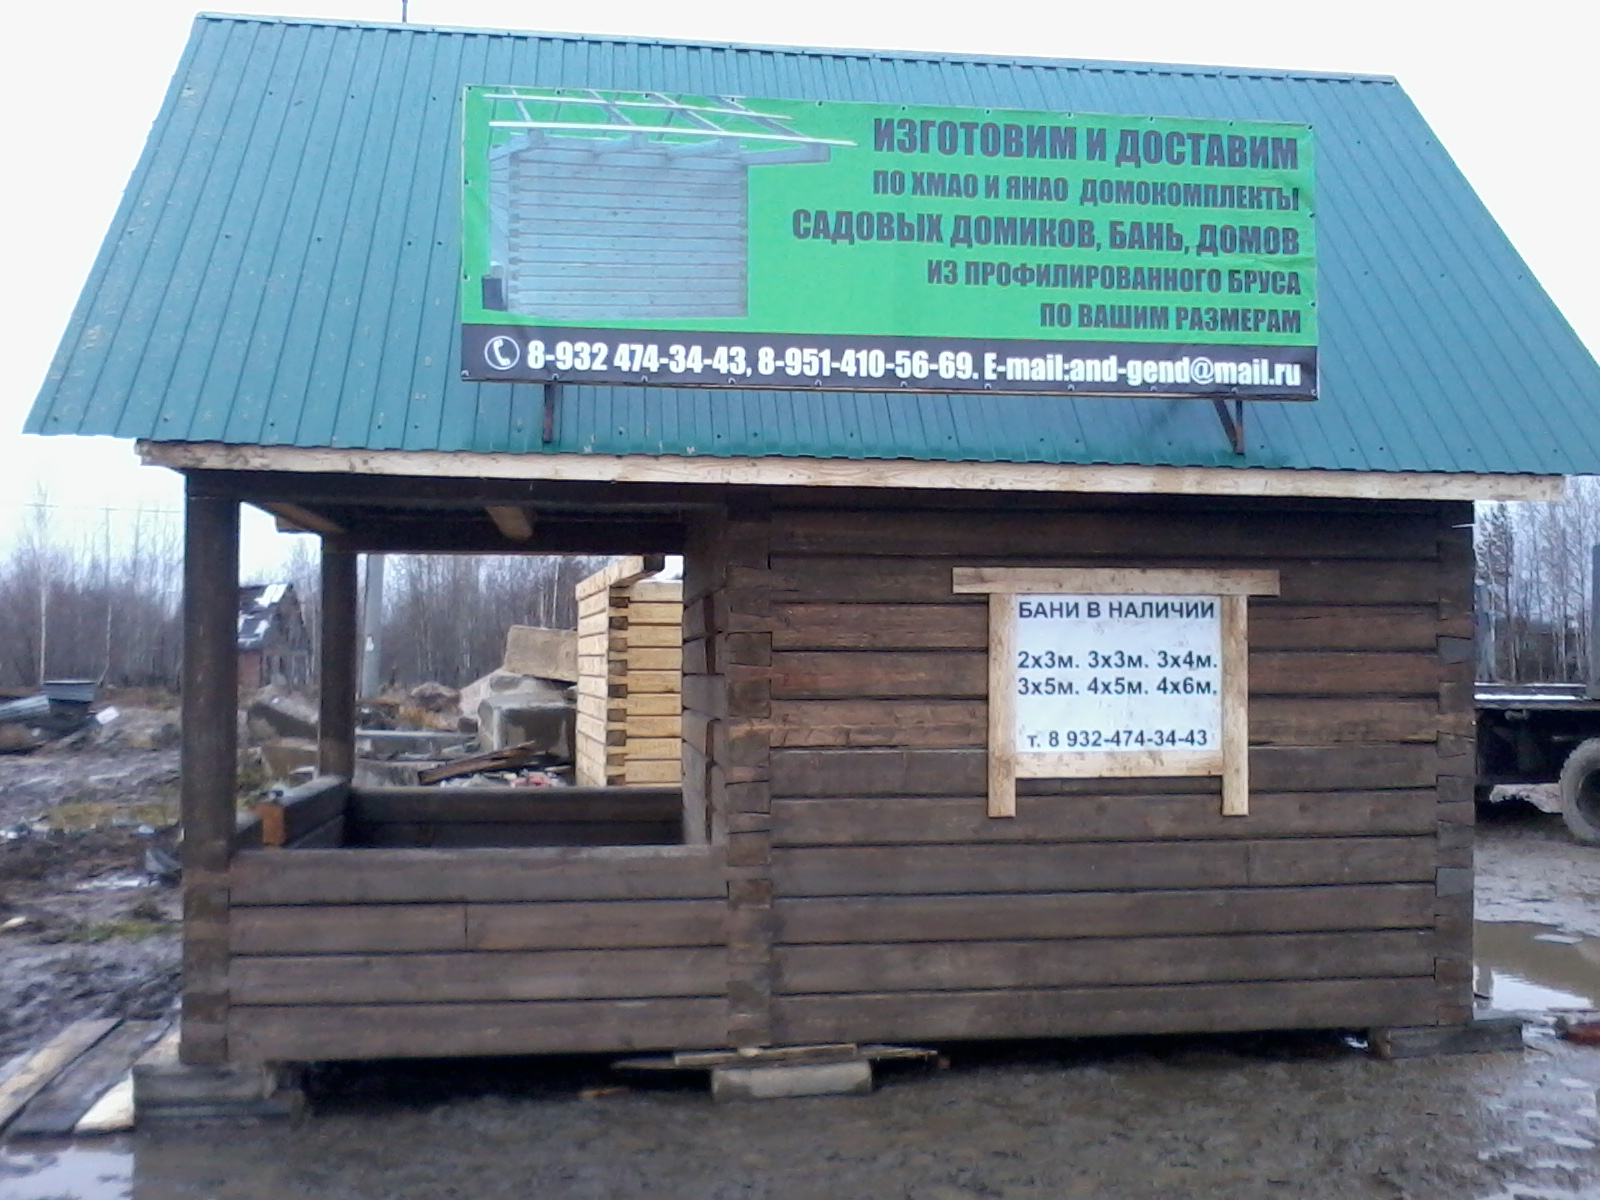 ИЗГОТОВИМ И ДОСТАВИМ
ПО ХМАО И ЯНАО ДОМОКОМПЛЕКТЫ
САДОВЫХ ДОМИКОВ, БАНЬ, ДОМОВ
ИЗ ПРОФИЛИРОВАННОГО БРУСА
ПО ВАШИМ РАЗМЕРАМ
8-932 474-34-43, 8-951-410-56-69. E-mail:and-gend@mail.ru
БАНИ В НАЛИЧИИ
2х3м. 3х3м. 3х4м.
3х5м. 4х5м. 4х6м.
т. 8 932-474-34-43